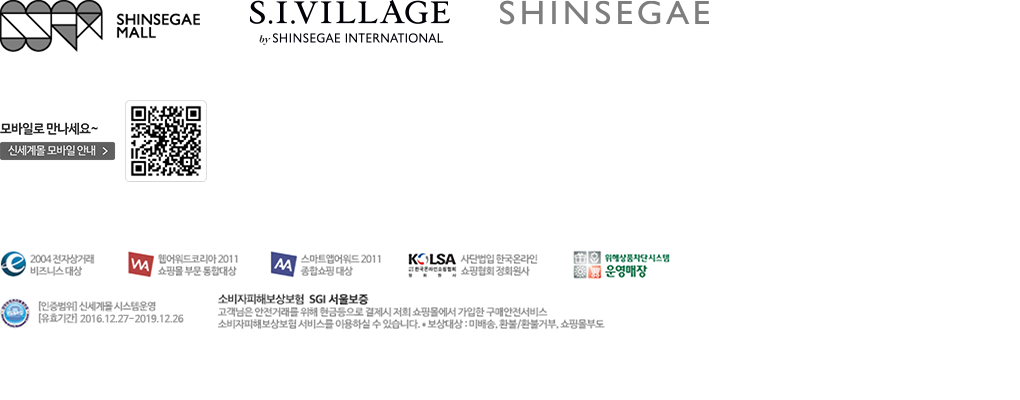 SHINSEGAE
MALL
S.I.VILLAGE
by SHINSEGAE INTERNATIONAL
SHINSEGAE
모바일로 만나세요~
신세계몰 모바일 안내 >
2004 전자상거래
비즈니스 대상
WA 웹어워드코리아 2011
쇼핑몰 부문 통합대상
AA 스마트앱어워드 2011
종합쇼핑 대상
KOLSA
사단법인 한국온라인
쇼핑협회 정회원사
위해상품차단시스템
운영매장
[인증범위] 신세계몰 시스템운영
[유효기간] 2016.12.27~2019.12.26
소비자피해보상보험 SGI 서울보증
고객님은 안전거래를 위해 현금등으로 결제시 저희 쇼핑몰에서 가입한 구매안전서비스
소비자피해보상보험 서비스를 이용하실 수 있습니다. * 보상대상 : 미배송, 환불/환불거부, 쇼핑몰부도